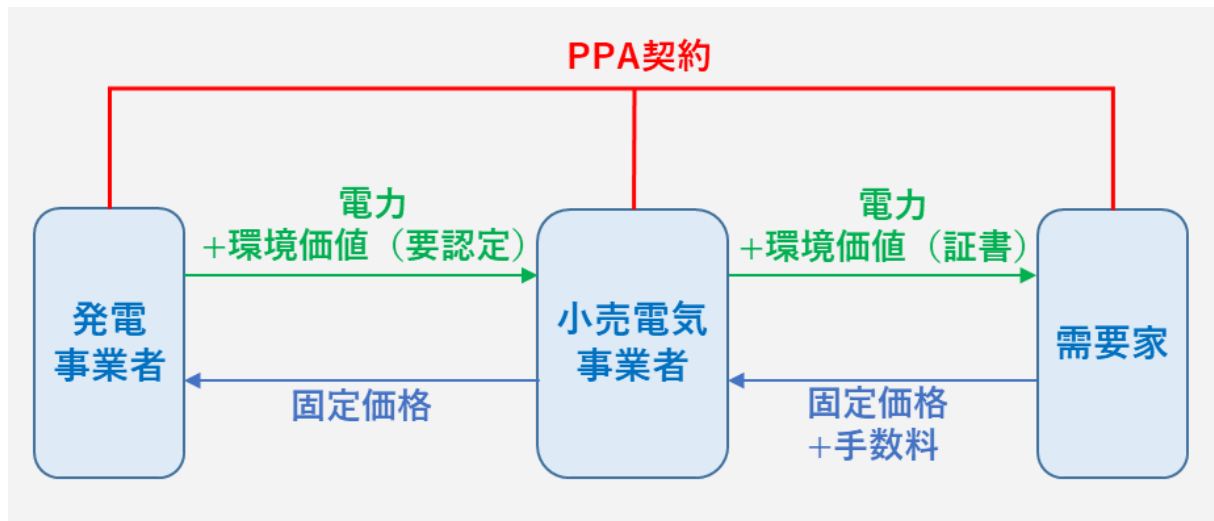 PPA契約
電力
+環境価値（要認定）
電力
+環境価値（証書）
発電
事業者
小売電気
事業者
需要家
固定価格
固定価格
+手数料